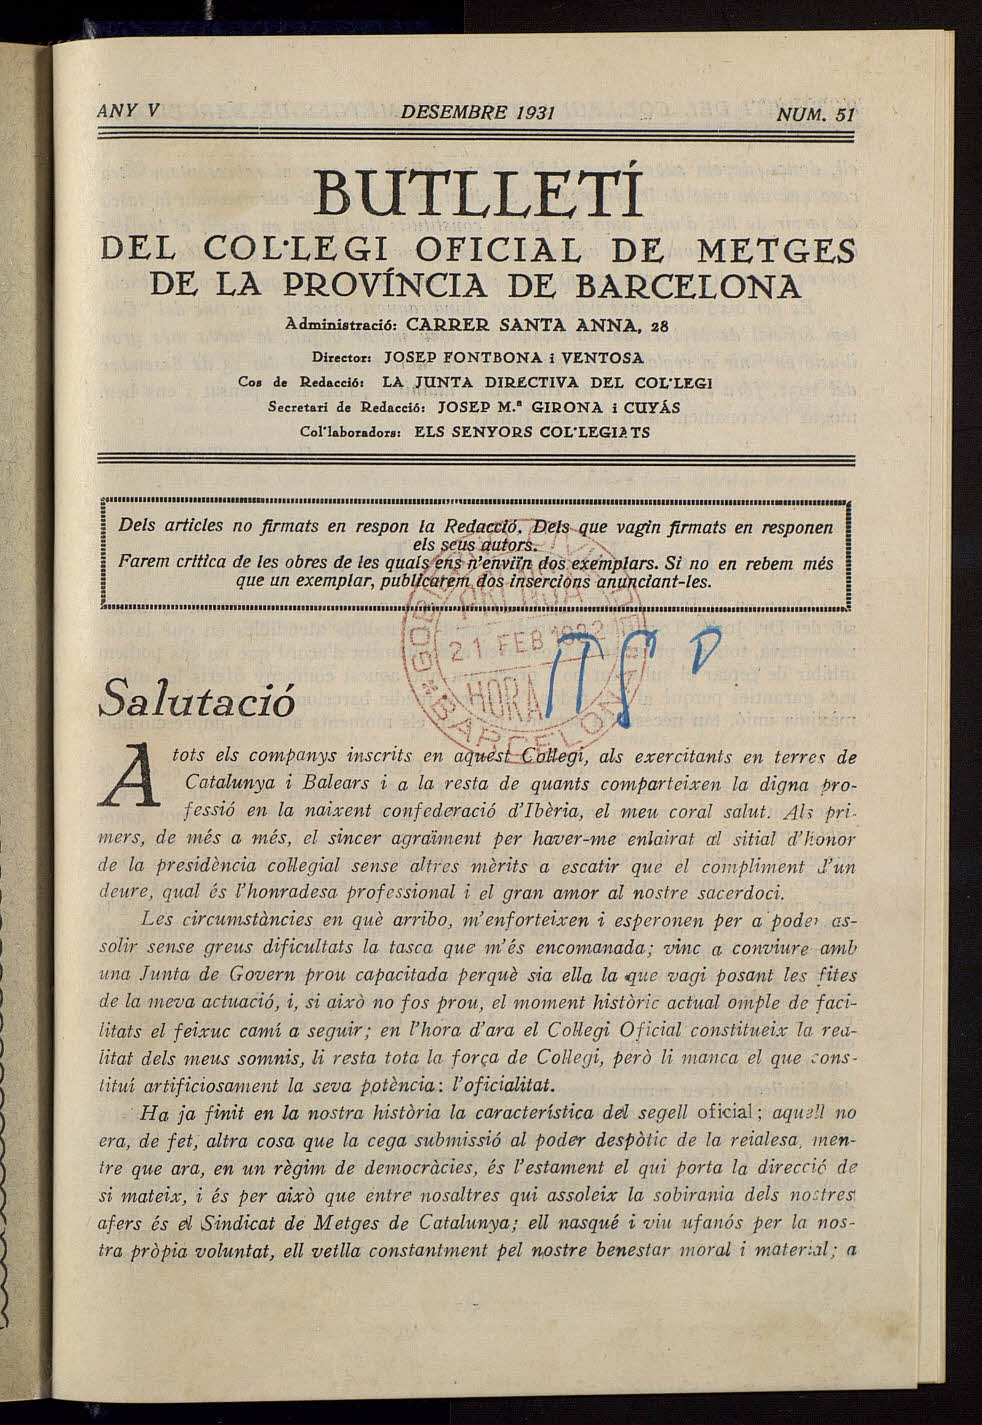 ANY V DESEMBRE 1931 NUM. 51
BUTLLETÍ
DEL COL·LEGI OFICIAL DE METGES
DE LA PROVÍNCIA DE BARCELONA
Administració: CARRER SANTA ANNA, 28
Director: JOSEP FONTBONA i VENTOSA
Cos de Redacció: LA JUNTA DIRECTIVA DEL COL·LEGI
Secretari de Redacció: JOSEP M.ª GIRONA i CUYÁS
Col·laboradors: ELS SENYORS COL·LEGIATS
Dels articles no firmats en respon la Redacció. Dels que vagin firmats en responen
els seus autors.
Farem crítica de les obres de les quals ens n'enviïn dos exemplars. Si no en rebem més
que un exemplar, publicarem dos insercions anunciant-les.
GOBIERNO CIVIL DE
PRENSA
21 FEB 1932
HORA
BARCELONA
Salutació
A tots els companys inscrits en aquest Col·legi, als exercitants en terres de
Catalunya i Balears i a la resta de quants comparteixen la digna pro-
fessió en la naixent confederació d'Ibèria, el meu coral salut. Als pri-
mers, de més a més, el sincer agraïment per haver-me enlairat al sitial d'honor
de la presidència col·legial sense altres mèrits a escatir que el compliment d'un
deure, qual és l'honradesa professional i el gran amor al nostre sacerdoci.
Les circumstàncies en què arribo, m'enforteixen i esperonen per a poder as-
solir sense greus dificultats la tasca que m'és encomanada; vinc a conviure amb
una Junta de Govern prou capacitada perquè sia ella la que vagi posant les fites
de la meva actuació, i, si això no fos prou, el moment històric actual omple de faci-
litats el feixuc camí a seguir; en l'hora d'ara el Col·legi Oficial constitueix la rea-
litat dels meus somnis, li resta tota la força de Col·legi, però li manca el que cons-
tituí artificiosament la seva potència: l'oficialitat.
Ha ja finit en la nostra història la característica del segell oficial; aquell no
era, de fet, altra cosa que la cega submissió al poder despòtic de la reialesa, men-
tre que ara, en un règim de democràcies, és l'estament el qui porta la direcció de
si mateix, i és per això que entre nosaltres qui assoleix la sobirania dels nostres
afers és el Sindicat de Metges de Catalunya; ell nasqué i viu ufanós per la nos-
tra pròpia voluntat, ell vetlla constantment pel nostre benestar moral i material; a